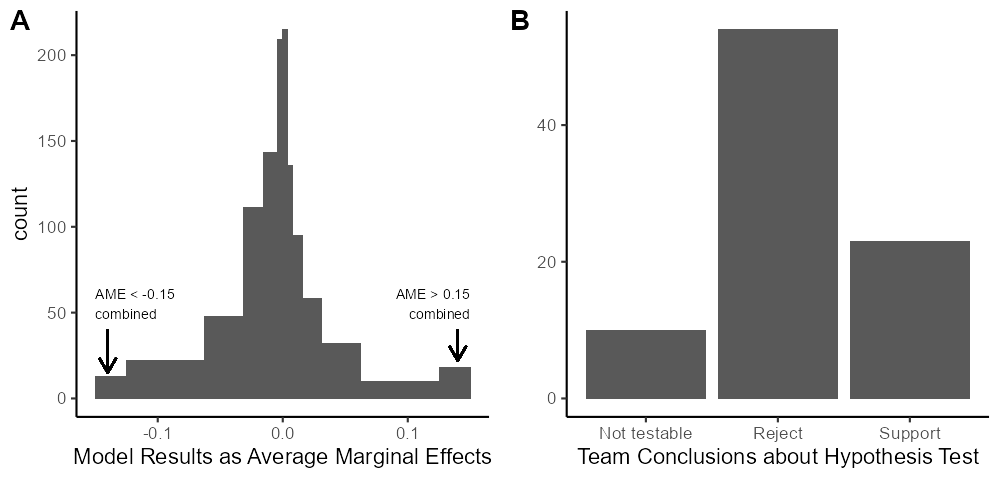 A
count
200
150
100
50
0
AME < -0.15
combined
AME > 0.15
combined
-0.1
0.0
0.1
Model Results as Average Marginal Effects
B
40
20
0
Not testable
Reject
Support
Team Conclusions about Hypothesis Test